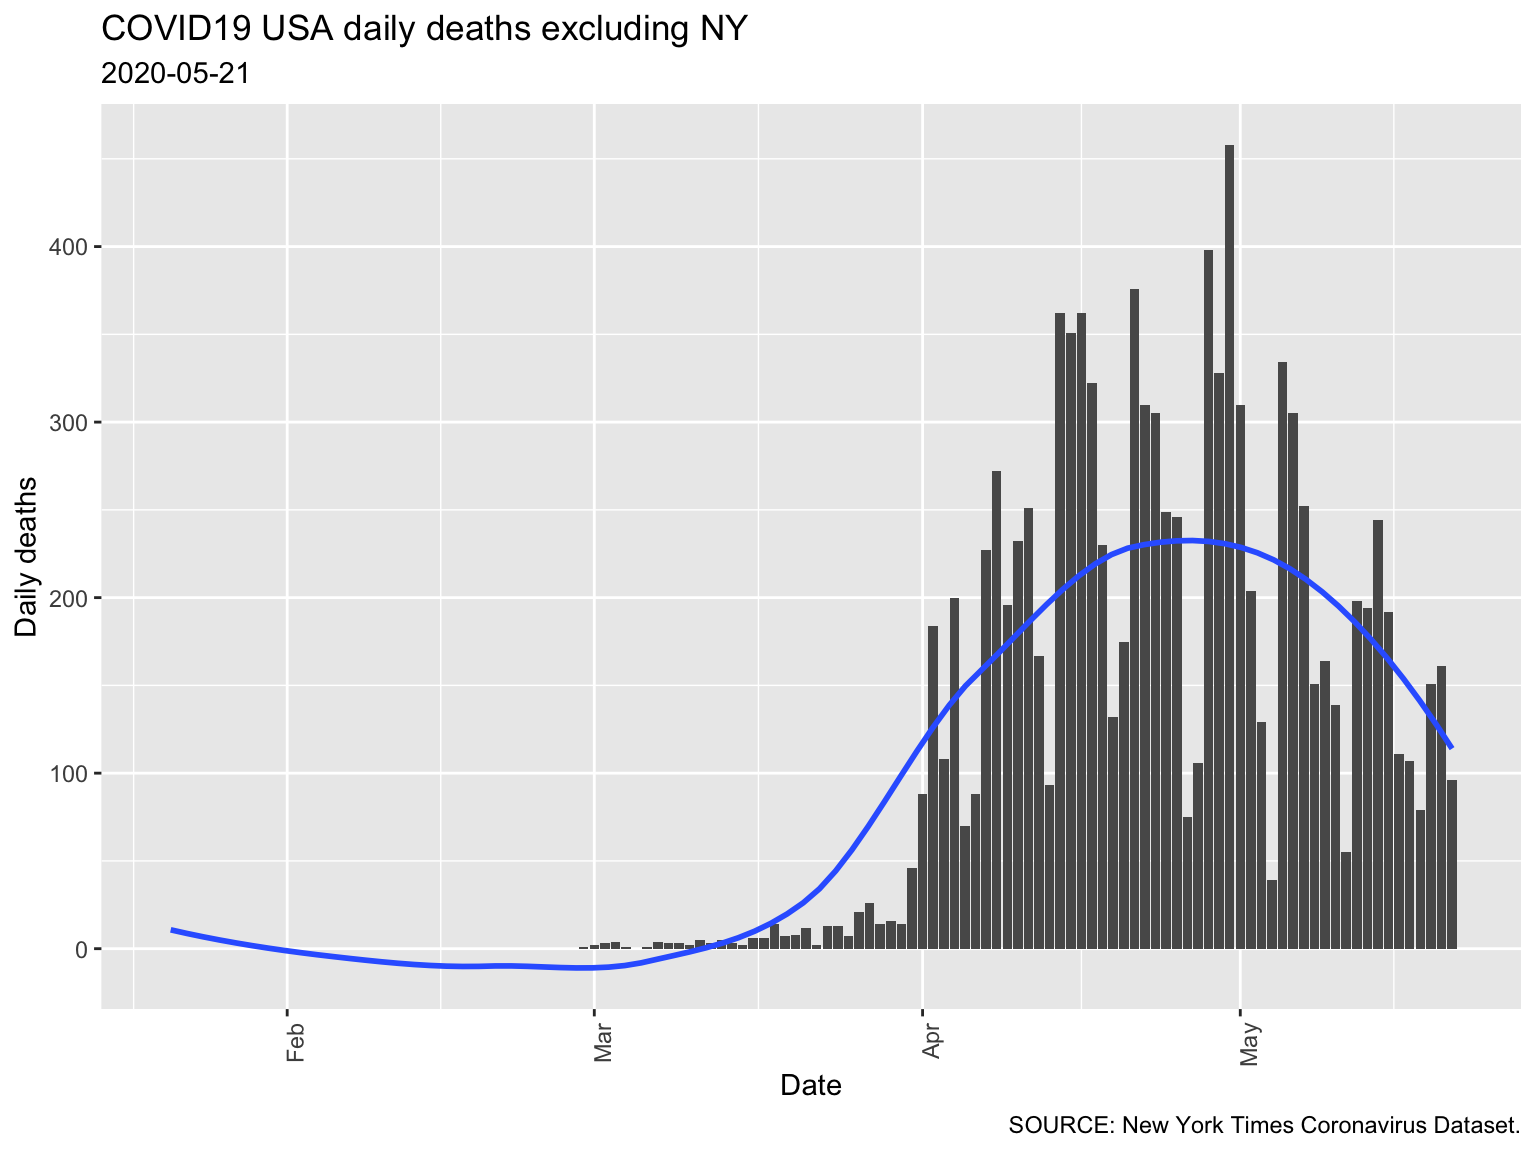 COVID19 USA daily deaths excluding NY
2020-05-21
Daily deaths
400
300
200
100
0
Feb
Mar
Apr
May
Date
SOURCE: New York Times Coronavirus Dataset.